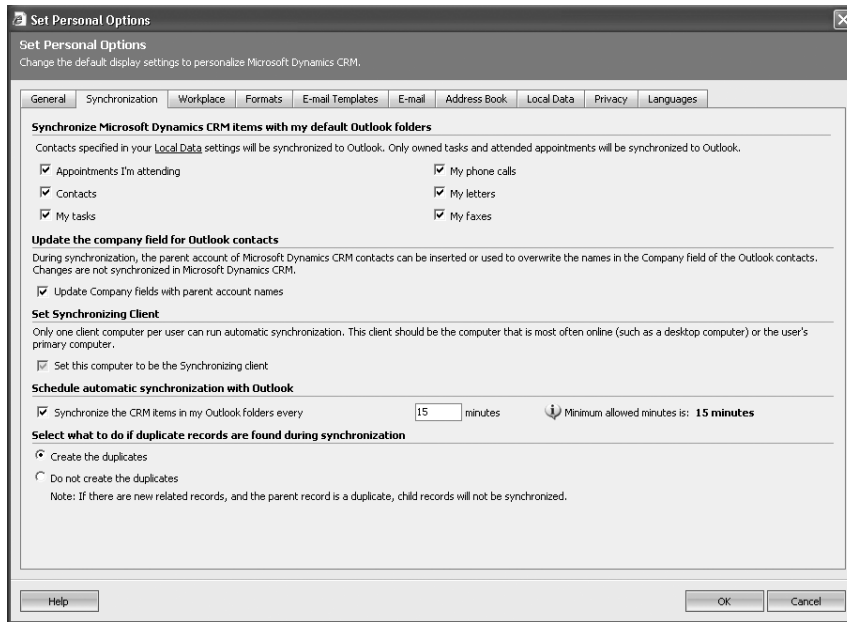 Set Personal Options
Set Personal Options
Change the default display settings to personalize Microsoft Dynamics CRM.
General Synchronization Workplace Formats E-mail Templates E-mail Address Book Local Data Privacy Languages
Synchronize Microsoft Dynamics CRM items with my default Outlook folders
Contacts specified in your Local Data settings will be synchronized to Outlook. Only owned tasks and attended appointments will be synchronized to Outlook.
Appointments I'm attending My phone calls
Contacts My letters
My tasks My faxes
Update the company field for Outlook contacts
During synchronization, the parent account of Microsoft Dynamics CRM contacts can be inserted or used to overwrite the names in the Company field of the Outlook contacts.
Changes are not synchronized in Microsoft Dynamics CRM.
Update Company fields with parent account names
Set Synchronizing Client
Only one client computer per user can run automatic synchronization. This client should be the computer that is most often online (such as a desktop computer) or the user's
primary computer.
Set this computer to be the Synchronizing client
Schedule automatic synchronization with Outlook
Synchronize the CRM items in my Outlook folders every 15 minutes Minimum allowed minutes is: 15 minutes
Select what to do if duplicate records are found during synchronization
Create the duplicates
Do not create the duplicates
Note: If there are new related records, and the parent record is a duplicate, child records will not be synchronized.
Help OK Cancel